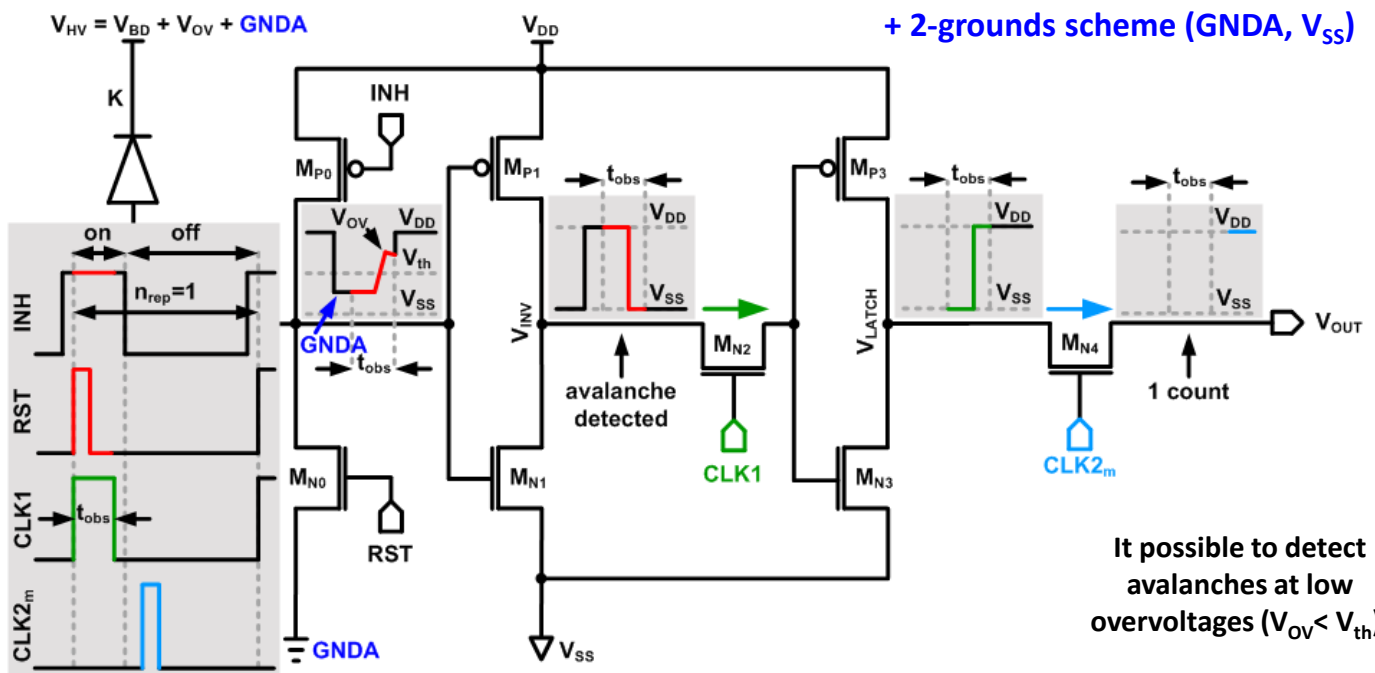 V_HV = V_BD + V_OV + GNDA
V_DD
+ 2-grounds scheme (GNDA, V_SS)
K
INH
M_P0
M_P1
M_P3
on
off
n_rep=1
INH
V_OV
V_DD
V_th
V_SS
GNDA
t_obs
t_obs
V_DD
V_SS
V_INV
avalanche
detected
M_N2
CLK1
t_obs
V_DD
V_SS
V_LATCH
M_N4
CLK2_m
t_obs
V_DD
V_SS
1 count
V_OUT
RST
M_N0
RST
M_N1
M_N3
CLK1
t_obs
CLK2_m
GNDA
V_SS
It possible to detect
avalanches at low
overvoltages (V_OV< V_th)